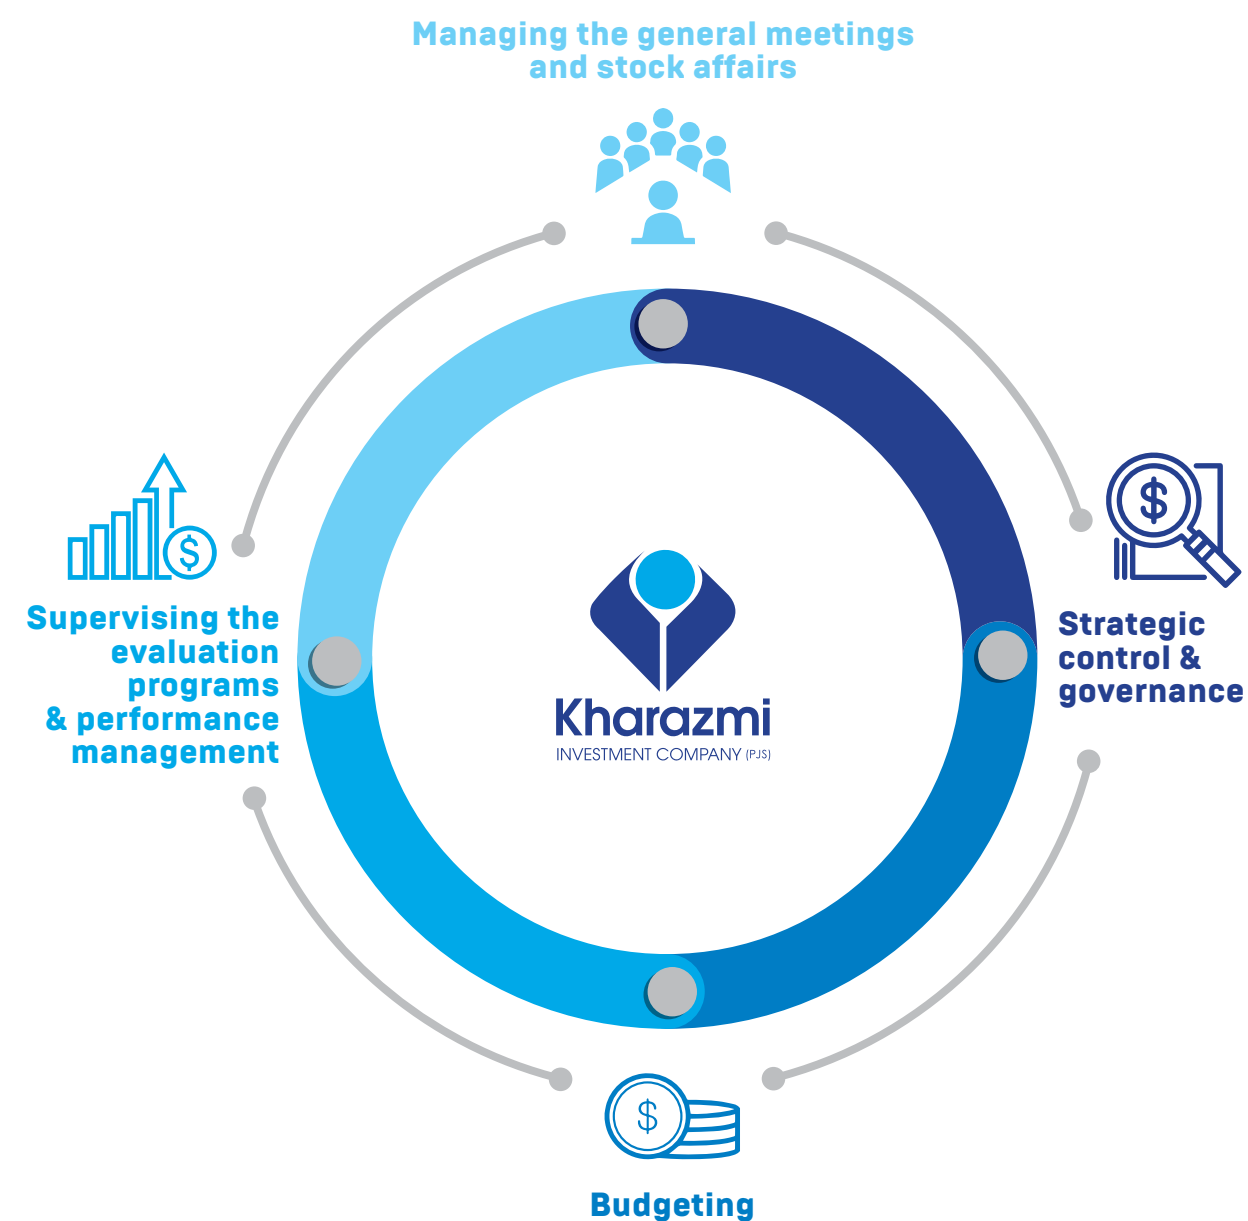 Managing the general meetings
and stock affairs
$
$
Supervising the
evaluation
programs
& performance
management
Strategic
control &
governance
Kharazmi
INVESTMENT COMPANY (PJS)
$
Budgeting